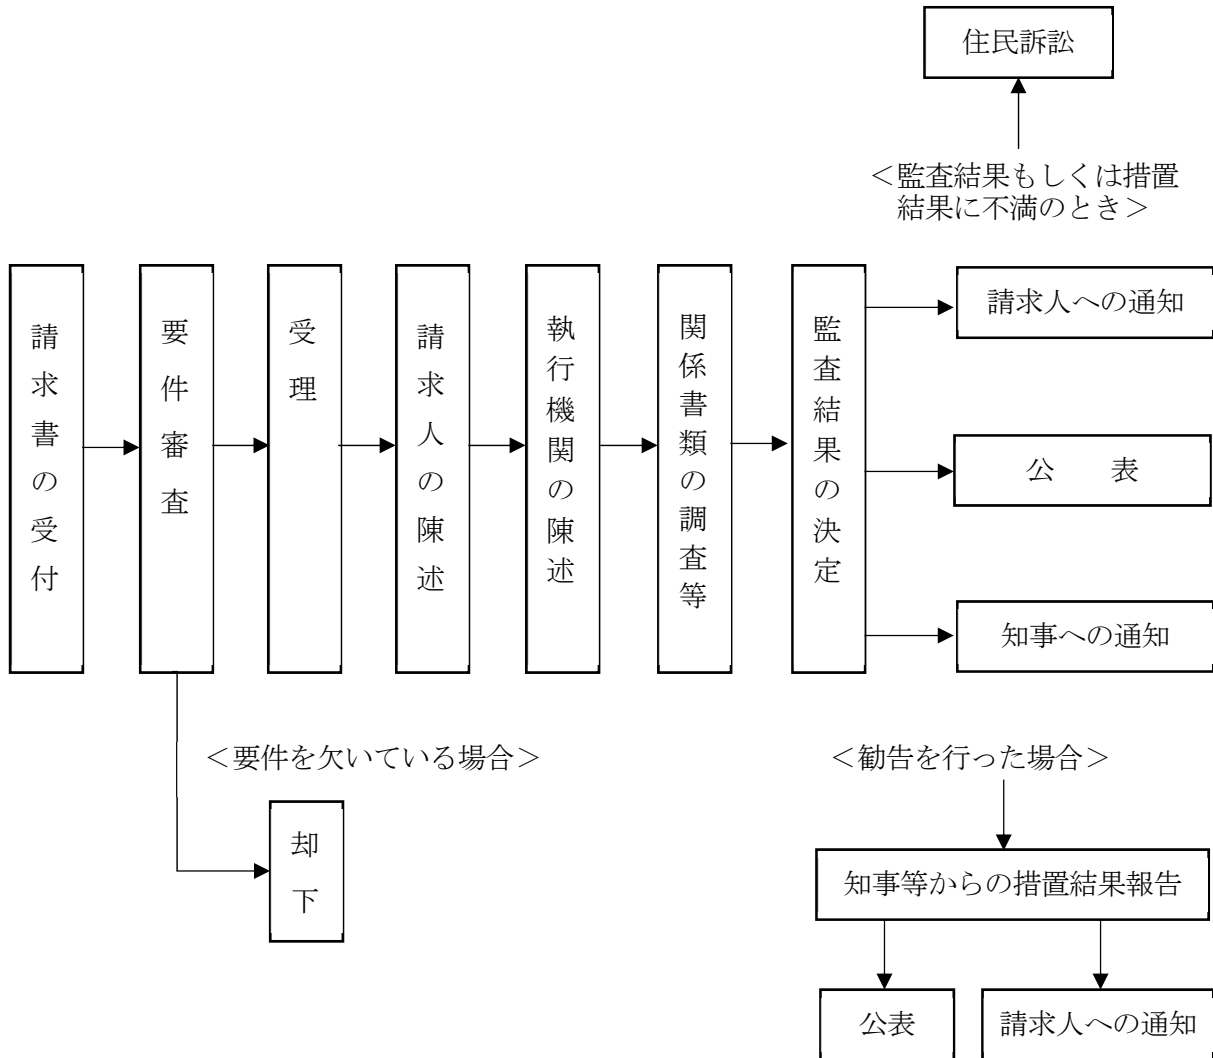 住民訴訟
＜監査結果もしくは措置
結果に不満のとき＞
請求書の受付
要件審査
受理
請求人の陳述
執行機関の陳述
関係書類の調査等
監査結果の決定
請求人への通知
公　　表
知事への通知
＜要件を欠いている場合＞
却下
＜勧告を行った場合＞
知事等からの措置結果報告
公表
請求人への通知